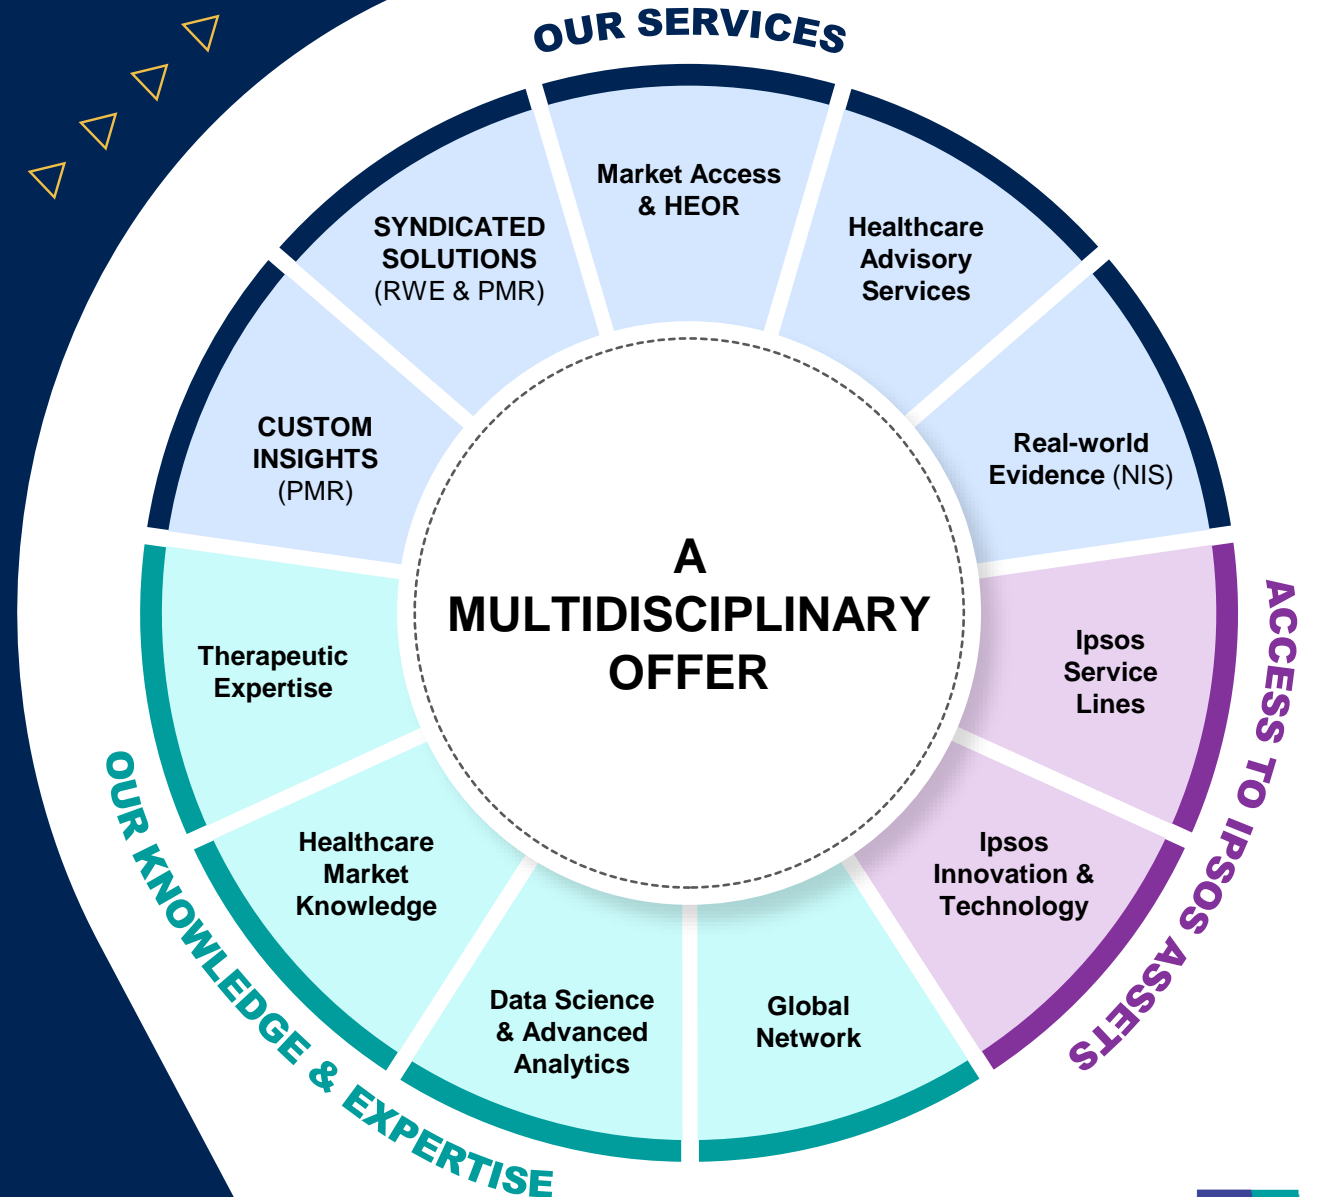 OUR SERVICES
Market Access
& HEOR
SYNDICATED
SOLUTIONS
(RWE & PMR)
Healthcare
Advisory
Services
CUSTOM
INSIGHTS
(PMR)
Real-world
Evidence (NIS)
A
MULTIDISCIPLINARY
OFFER
Therapeutic
Expertise
Ipsos
Service
Lines
ACCESS TO IPSOS ASSETS
Healthcare
Market
Knowledge
Ipsos
Innovation &
Technology
Data Science
& Advanced
Analytics
Global
Network
OUR KNOWLEDGE & EXPERTISE